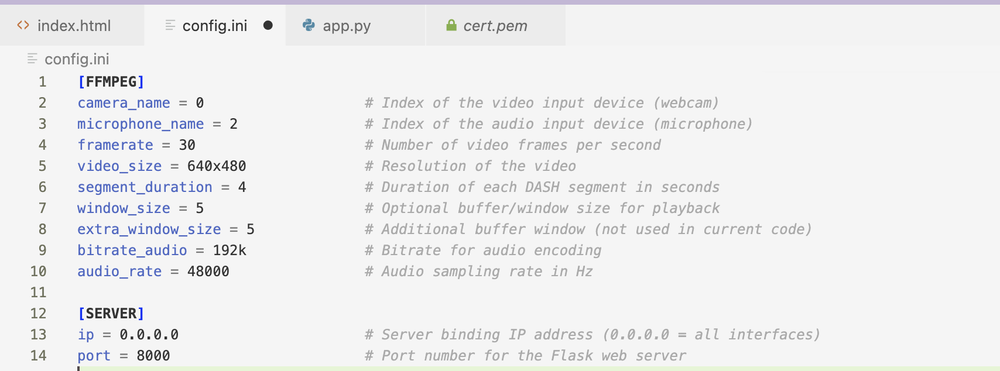 index.html config.ini app.py cert.pem
config.ini
1 [FFMPEG]
2 camera_name = 0 # Index of the video input device (webcam)
3 microphone_name = 2 # Index of the audio input device (microphone)
4 framerate = 30 # Number of video frames per second
5 video_size = 640x480 # Resolution of the video
6 segment_duration = 4 # Duration of each DASH segment in seconds
7 window_size = 5 # Optional buffer/window size for playback
8 extra_window_size = 5 # Additional buffer window (not used in current code)
9 bitrate_audio = 192k # Bitrate for audio encoding
10 audio_rate = 48000 # Audio sampling rate in Hz
11
12 [SERVER]
13 ip = 0.0.0.0 # Server binding IP address (0.0.0.0 = all interfaces)
14 port = 8000 # Port number for the Flask web server